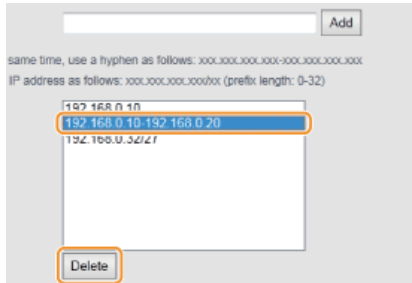 Add
same time, use a hyphen as follows: xxx.xxx.xxx.xxx-xxx.xxx.xxx.xxx
IP address as follows: xxx.xxx.xxx.xxx/xx (prefix length: 0-32)
192.168.0.10
192.168.0.10-192.168.0.20
192.168.0.32/27
Delete